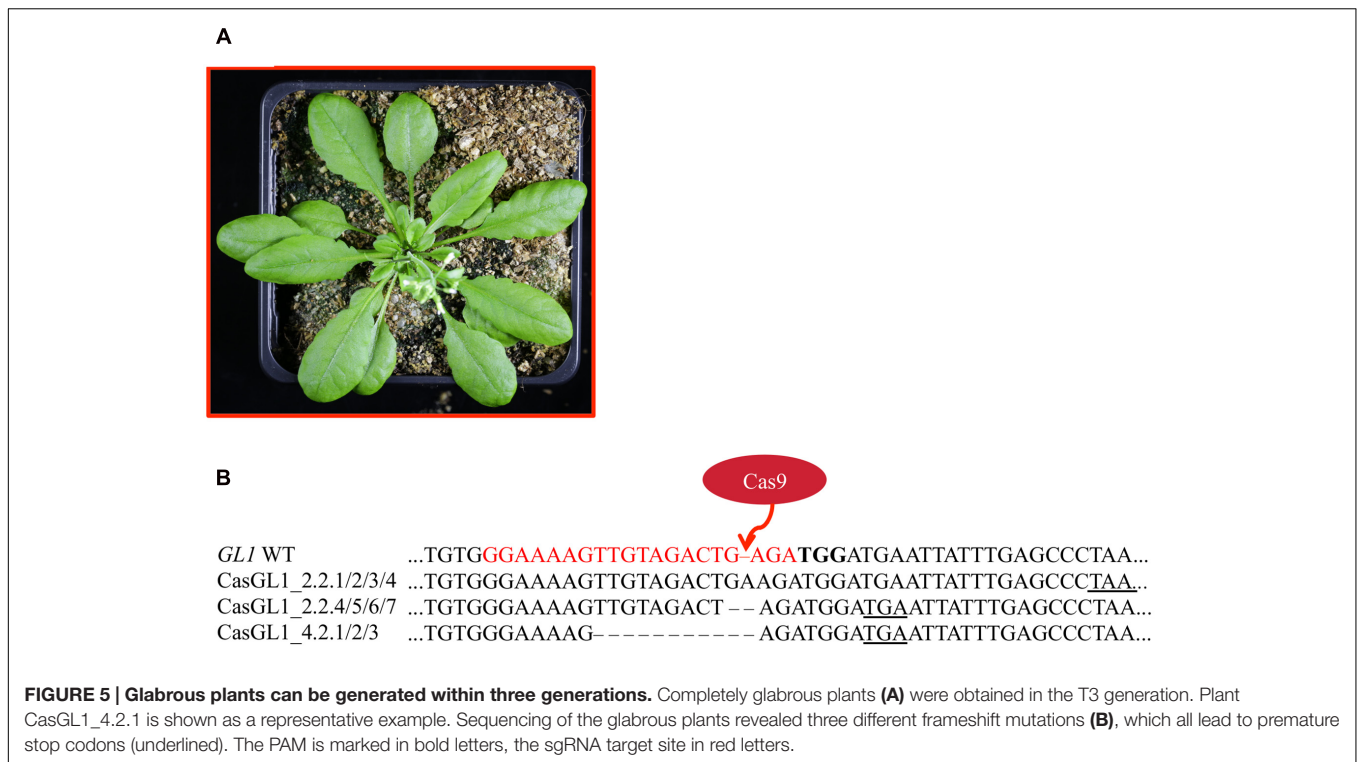 A
B
Cas9
GL1 WT ...TGTGGGAAAAGTTGTAGACTG–AGATGGATGAATTATTTGAGCCCTAA...
CasGL1_2.2.1/2/3/4 ...TGTGGGAAAAGTTGTAGACTGAAGATGGATGAATTATTTGAGCCCTAA..
CasGL1_2.2.4/5/6/7 ...TGTGGGAAAAGTTGTAGACT – – AGATGGATGAATTATTTGAGCCCTAA...
CasGL1_4.2.1/2/3 ...TGTGGGAAAAG– – – – – – – – – – –AGATGGATGAATTATTTGAGCCCTAA...
FIGURE 5 | Glabrous plants can be generated within three generations. Completely glabrous plants (A) were obtained in the T3 generation. Plant
CasGL1_4.2.1 is shown as a representative example. Sequencing of the glabrous plants revealed three different frameshift mutations (B), which all lead to premature
stop codons (underlined). The PAM is marked in bold letters, the sgRNA target site in red letters.